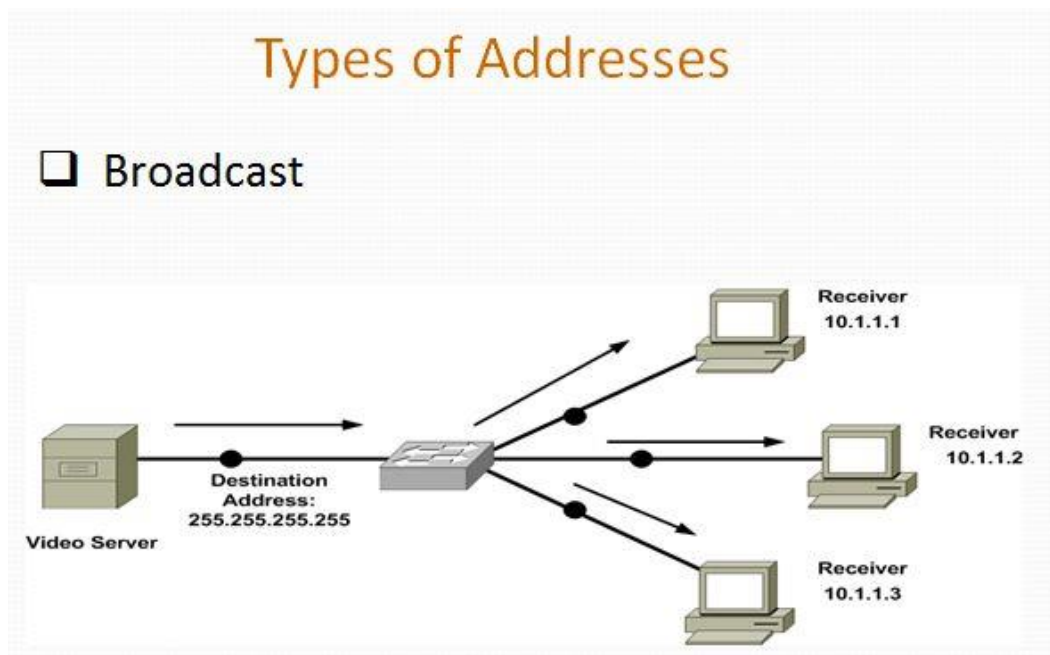 Types of Addresses
❑ Broadcast
Receiver
10.1.1.1
Receiver
10.1.1.2
Destination
Address:
255.255.255.255
Video Server
Receiver
10.1.1.3